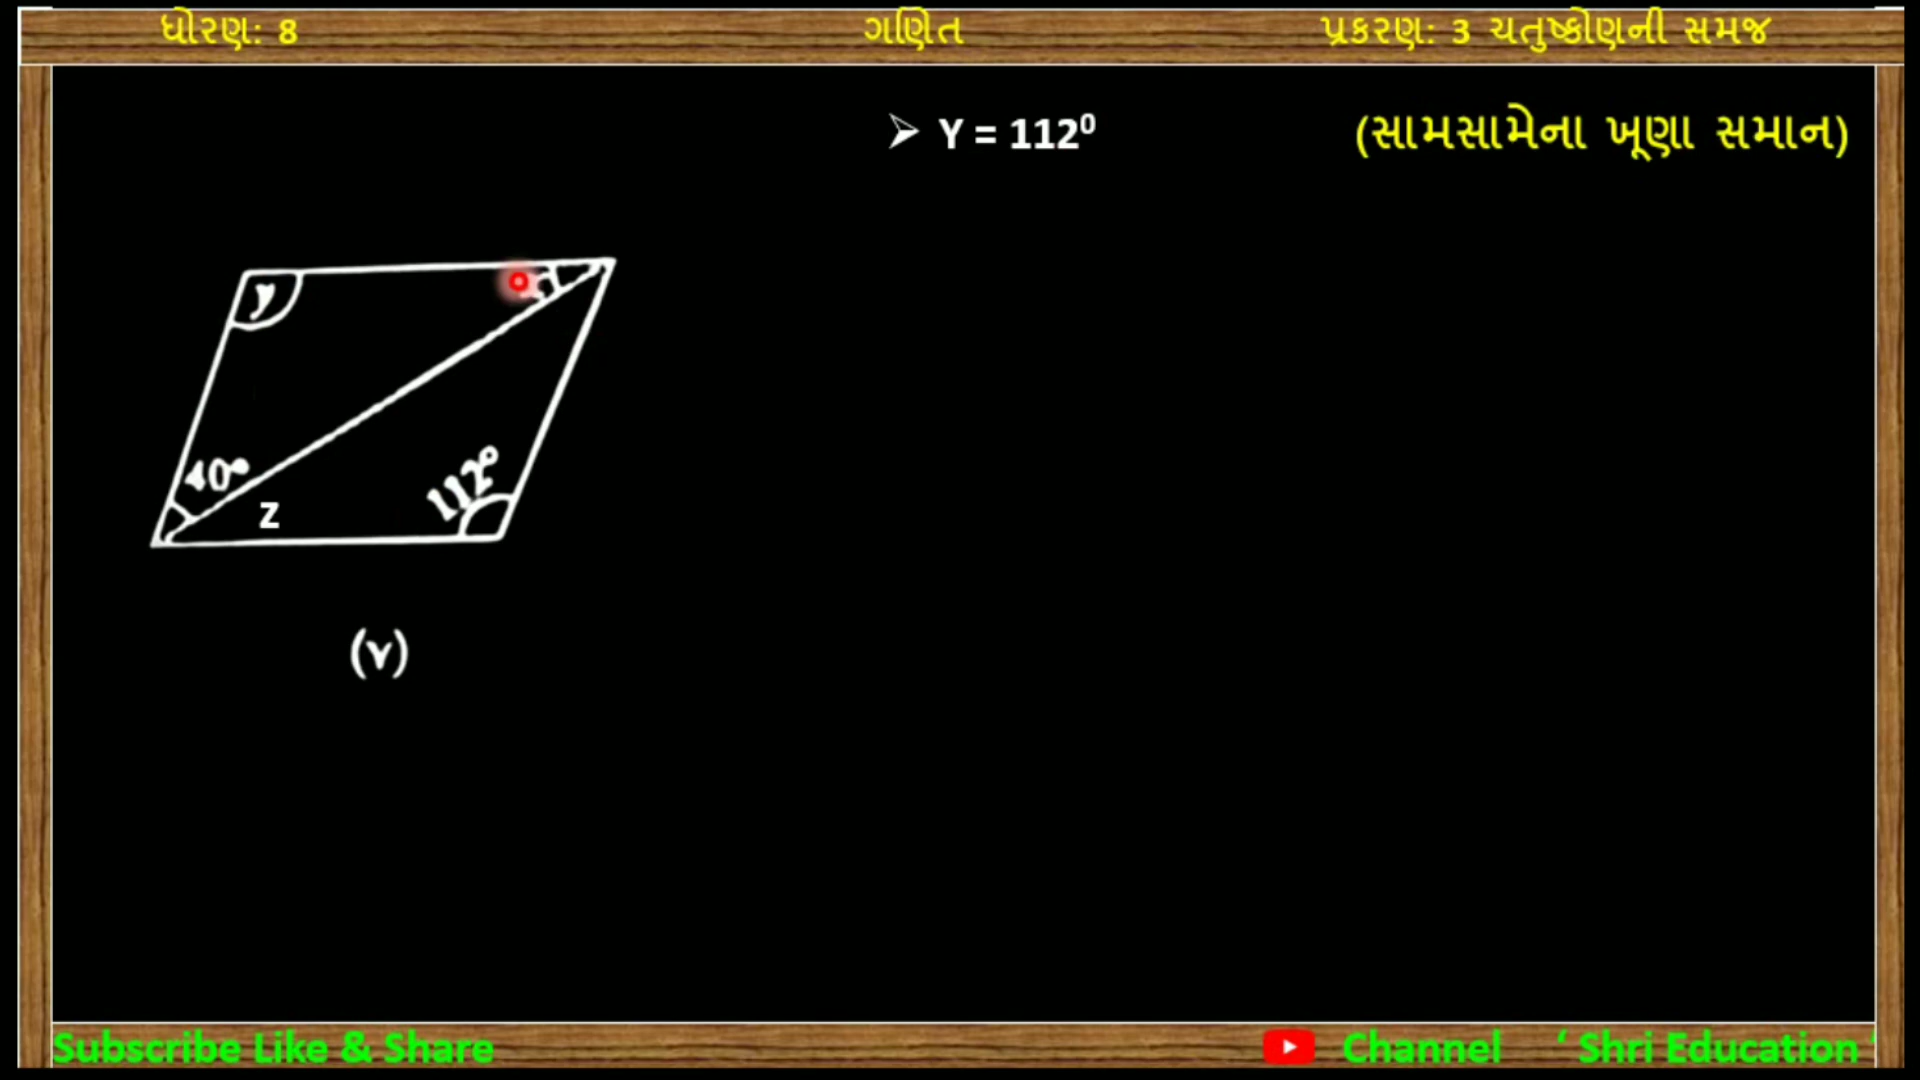 ધોરણ: 8
ગણિત
પ્રકરણ: 3 ચતુષ્કોણની સમજ
➢ Y = 112⁰ (સામસામેના ખૂણા સમાન)
y
x
40°
z
112°
(v)
Subscribe Like & Share
Channel ‘ Shri Education ‘